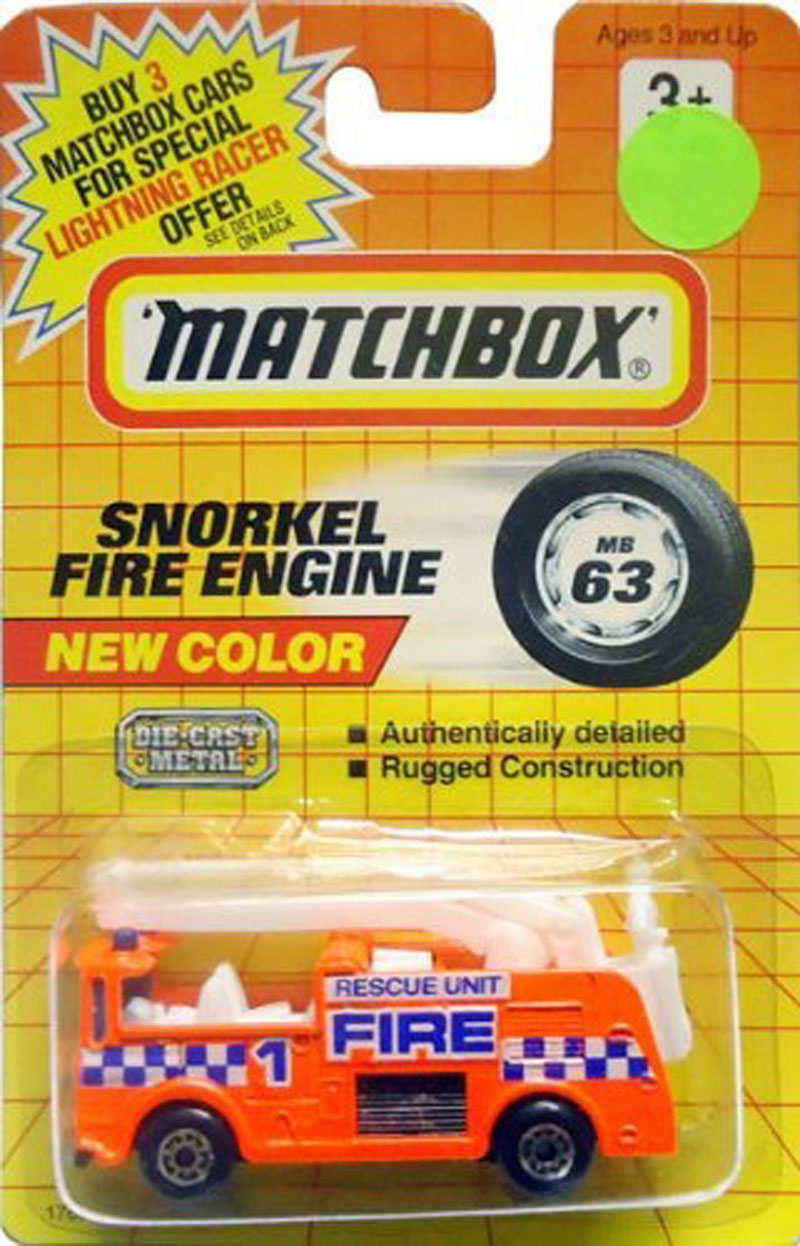 BUY 3
MATCHBOX CARS
FOR SPECIAL
LIGHTNING RACER
OFFER
SEE DETAILS
ON BACK
Ages 3 and Up
3+
'MATCHBOX'®
SNORKEL
FIRE ENGINE
MB
63
NEW COLOR
DIE-CAST
METAL
Authentically detailed
Rugged Construction
RESCUE UNIT
FIRE
1